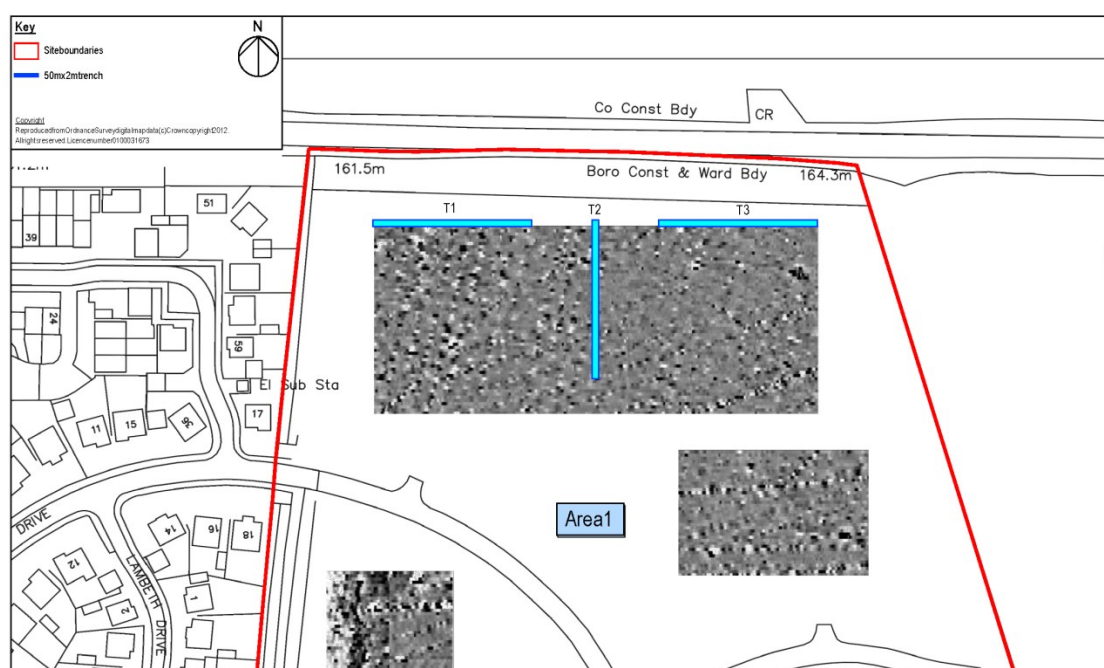 Key
N
Siteboundaries
50mx2mtrench
Copyright
ReproducedfromOrdnanceSurveydigitalmapdata(c)Crowncopyright2012.
Allrightsreserved.Licencenumber0100031673
Co Const Bdy
CR
161.5m
Boro Const & Ward Bdy
164.3m
51
39
T1
T2
T3
24
59
El Sub Sta
17
11
15
36
Area1
DRIVE
14
16
18
12
LAMBETH DRIVE
1
2